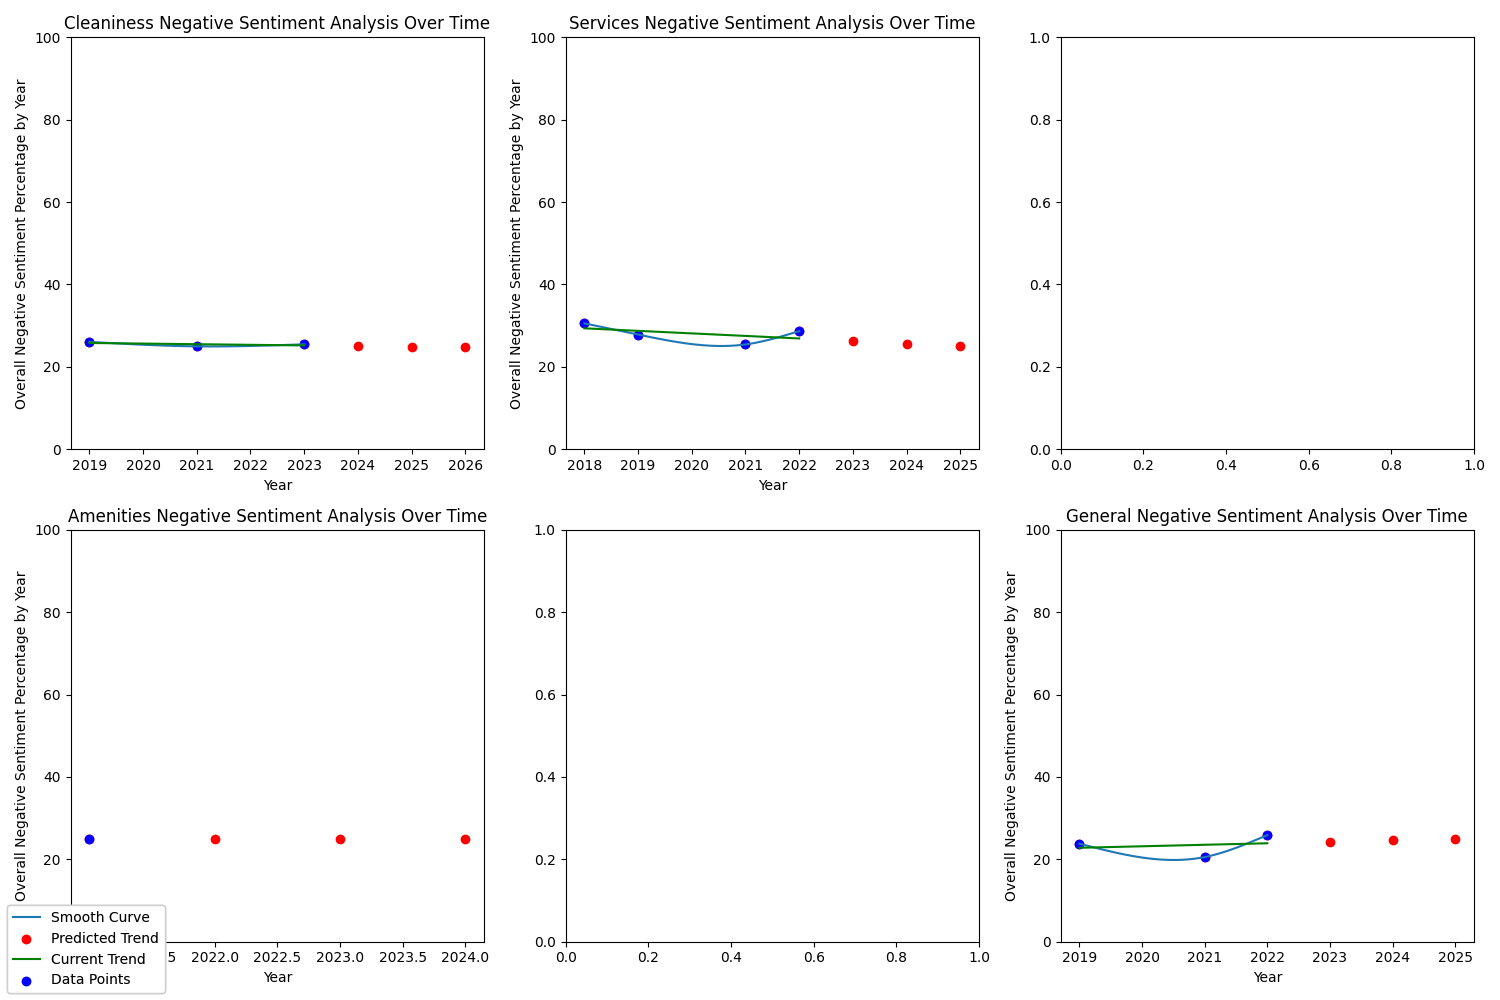 Cleaniness Negative Sentiment Analysis Over Time
Overall Negative Sentiment Percentage by Year
100
80
60
40
20
0
2019 2020 2021 2022 2023 2024 2025 2026
Year
Services Negative Sentiment Analysis Over Time
Overall Negative Sentiment Percentage by Year
100
80
60
40
20
0
2018 2019 2020 2021 2022 2023 2024 2025
Year
1.0
0.8
0.6
0.4
0.2
0.0
0.0 0.2 0.4 0.6 0.8 1.0
Amenities Negative Sentiment Analysis Over Time
Overall Negative Sentiment Percentage by Year
100
80
60
40
20
5 2022.0 2022.5 2023.0 2023.5 2024.0
Year
Smooth Curve
Predicted Trend
Current Trend
Data Points
1.0
0.8
0.6
0.4
0.2
0.0
0.0 0.2 0.4 0.6 0.8 1.0
General Negative Sentiment Analysis Over Time
Overall Negative Sentiment Percentage by Year
100
80
60
40
20
0
2019 2020 2021 2022 2023 2024 2025
Year